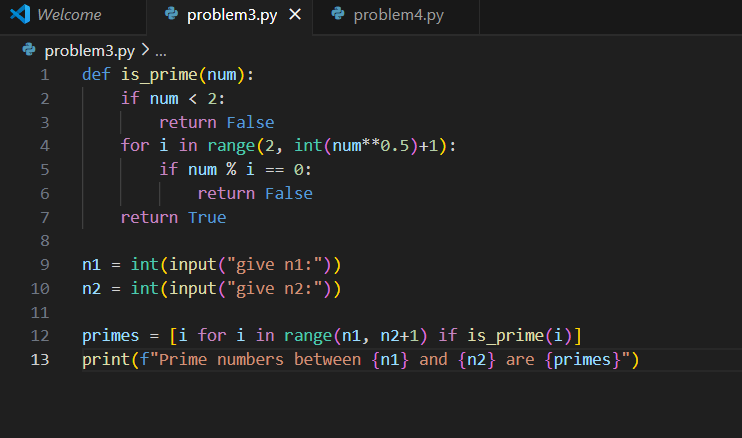 Welcome problem3.py problem4.py
problem3.py > ...
1 def is_prime(num):
2     if num < 2:
3         return False
4     for i in range(2, int(num**0.5)+1):
5         if num % i == 0:
6             return False
7     return True
8
9 n1 = int(input("give n1:"))
10 n2 = int(input("give n2:"))
11
12 primes = [i for i in range(n1, n2+1) if is_prime(i)]
13 print(f"Prime numbers between {n1} and {n2} are {primes}")